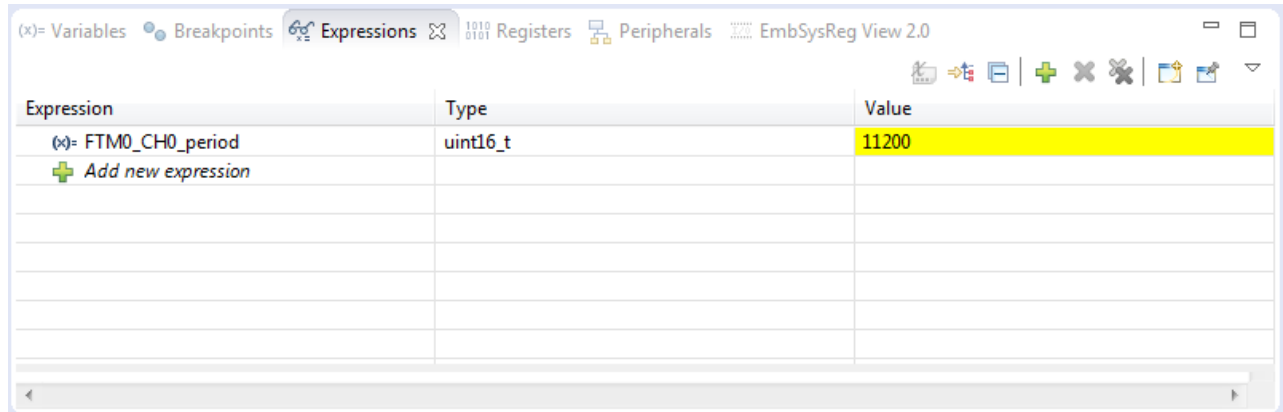 (x)= Variables Breakpoints Expressions 1010 0101 Registers Peripherals EmbSysReg View 2.0
Expression Type Value
(x)= FTM0_CH0_period uint16_t 11200
Add new expression